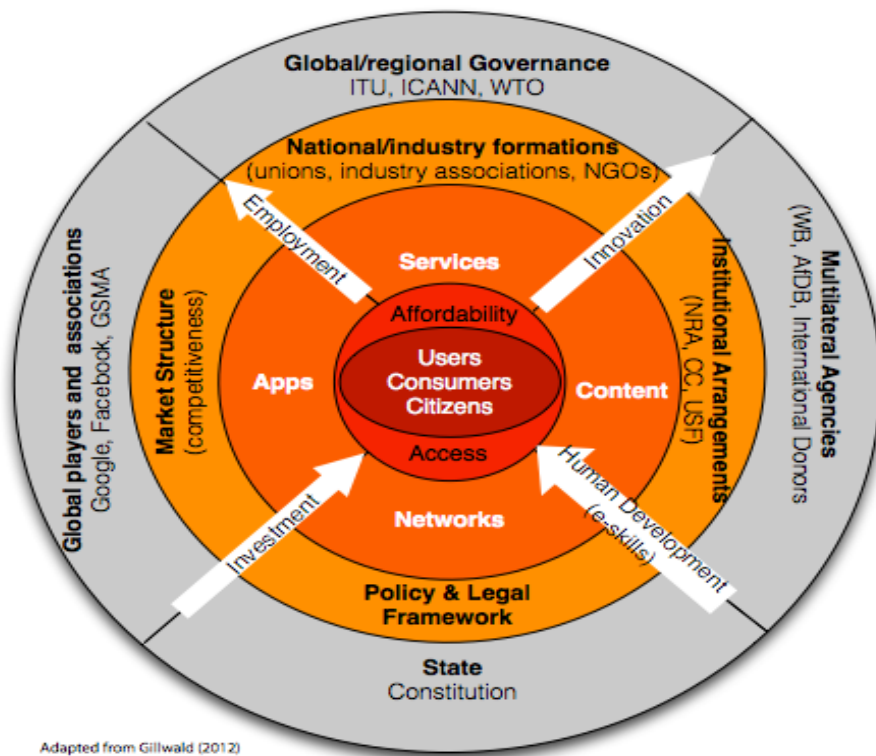 Global/regional Governance
ITU, ICANN, WTO
National/industry formations
(unions, industry associations, NGOs)
Employment
Innovation
Global players and associations
Google, Facebook, GSMA
Market Structure
(competitiveness)
Services
Affordability
Users
Consumers
Citizens
Apps
Content
Access
Networks
Institutional Arrangements
(NRA, CC, USF)
Multilateral Agencies
(WB, AfDB, International Donors
Investment
Human Development
(e-skills)
Policy & Legal
Framework
State
Constitution
Adapted from Gillwald (2012)